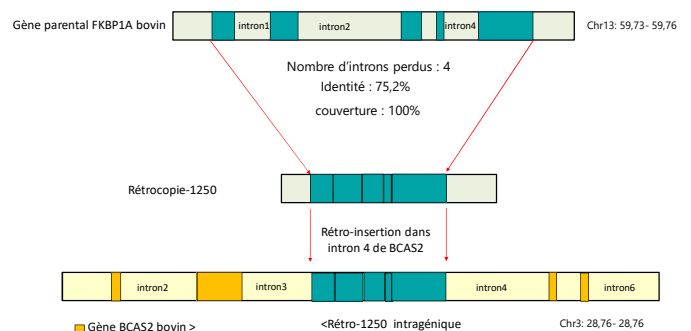 Gène parental FKBP1A bovin
intron1
intron2
intron4
Chr13: 59,73- 59,76
Nombre d'introns perdus : 4
Identité : 75,2%
couverture : 100%
Rétrocopie-1250
Rétro-insertion dans
intron 4 de BCAS2
intron2
intron3
intron4
intron6
Gène BCAS2 bovin >
<Rétro-1250 intragénique
Chr3: 28,76- 28,76